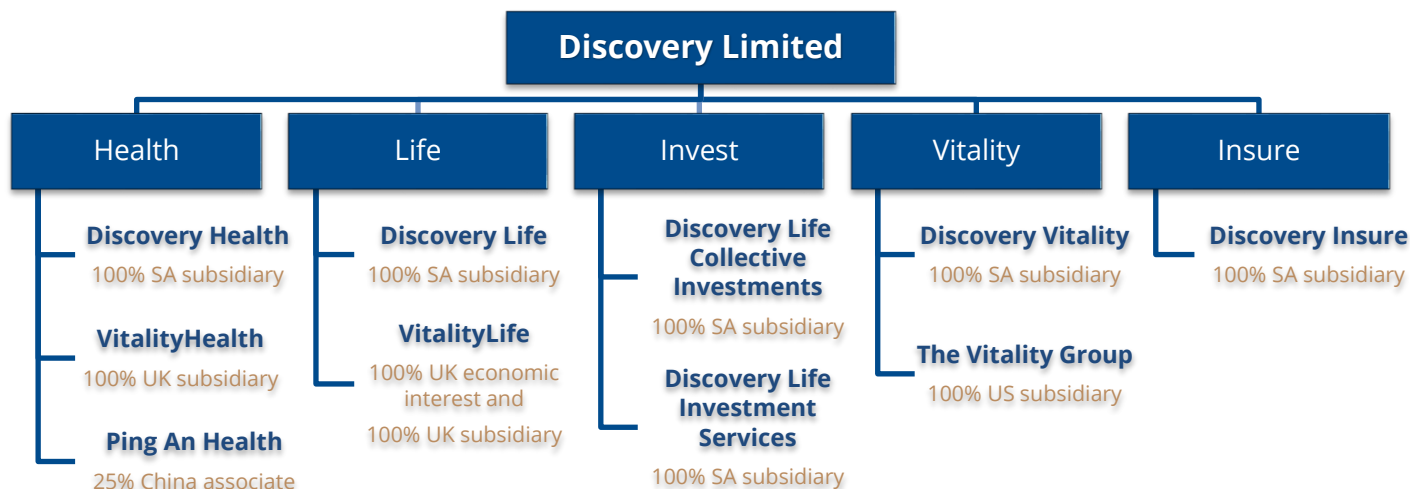 Discovery Limited
Health
Life
Invest
Vitality
Insure
Discovery Health
100% SA subsidiary
VitalityHealth
100% UK subsidiary
Ping An Health
25% China associate
Discovery Life
100% SA subsidiary
VitalityLife
100% UK economic
interest and
100% UK subsidiary
Discovery Life
Collective
Investments
100% SA subsidiary
Discovery Life
Investment
Services
100% SA subsidiary
Discovery Vitality
100% SA subsidiary
The Vitality Group
100% US subsidiary
Discovery Insure
100% SA subsidiary